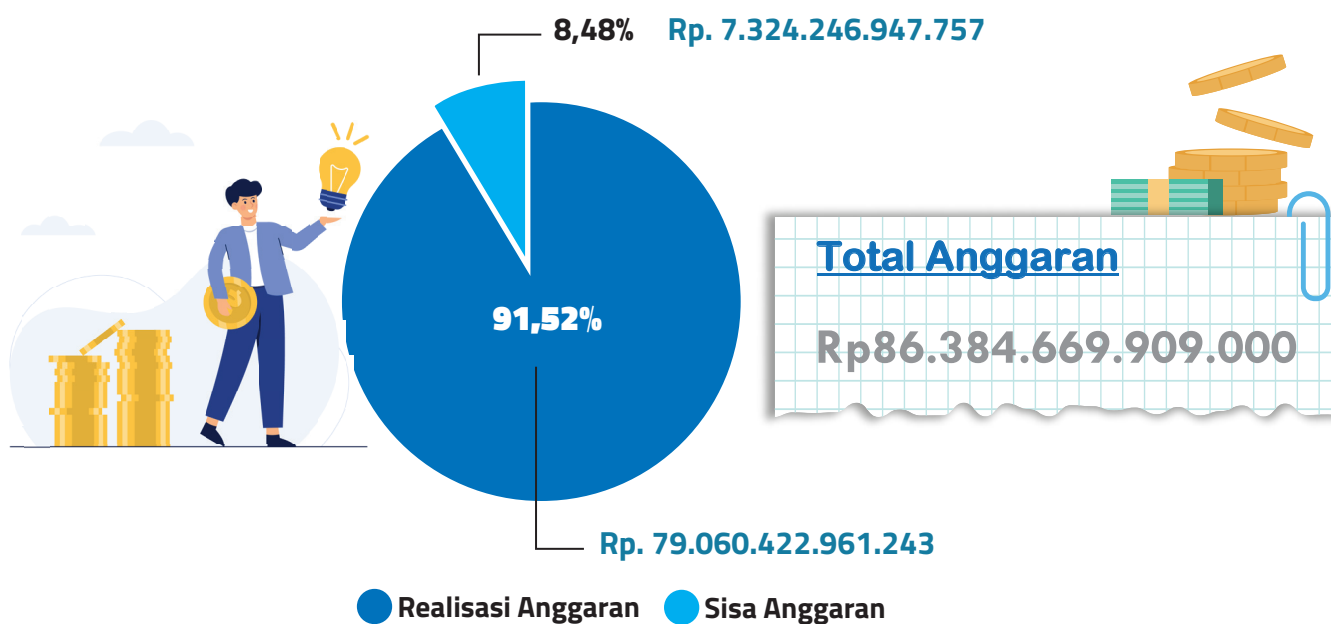 8,48% Rp. 7.324.246.947.757
Total Anggaran
91,52%
Rp86.384.669.909.000
Rp. 79.060.422.961.243
Realisasi Anggaran Sisa Anggaran